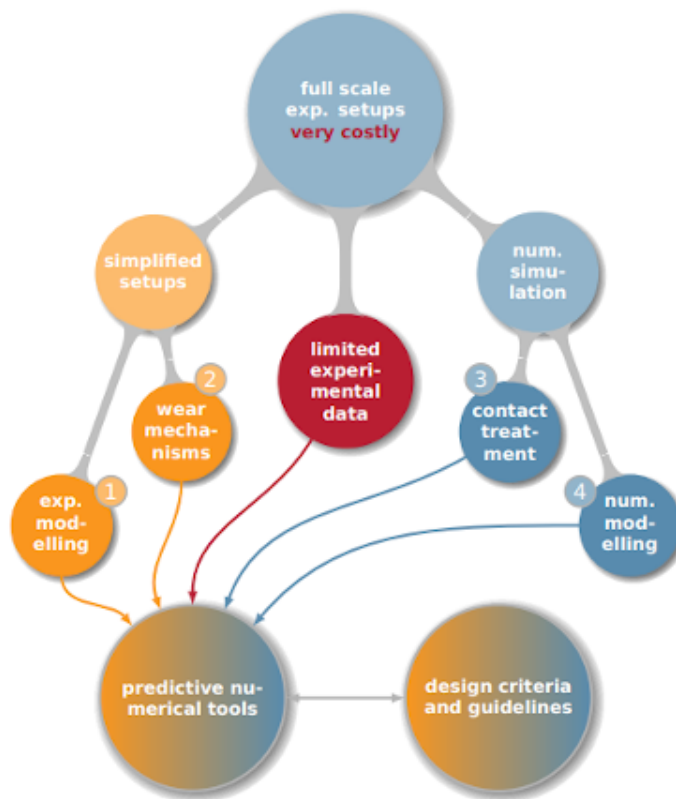 full scale
exp. setups
very costly
simplified
setups
num.
simu-
lation
limited
experi-
mental
data
2
wear
mecha-
nisms
3
contact
treat-
ment
1
exp.
mod-
elling
4
num.
mod-
elling
predictive nu-
merical tools
design criteria
and guidelines